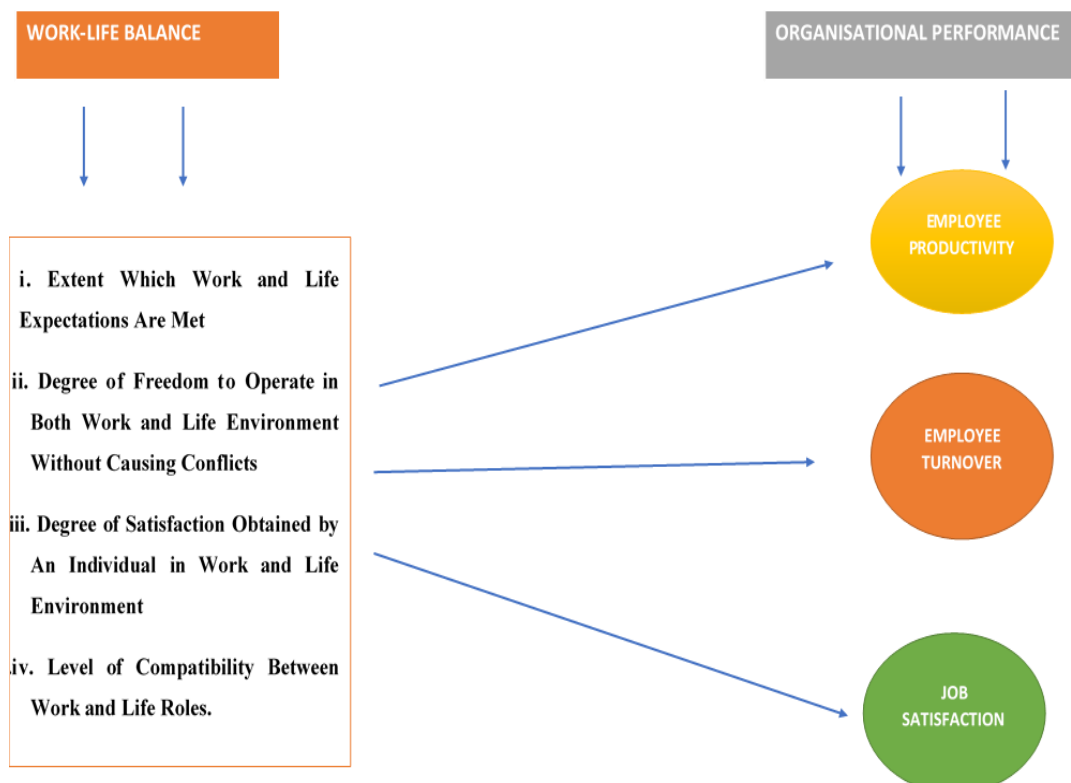 WORK-LIFE BALANCE
ORGANISATIONAL PERFORMANCE
i. Extent Which Work and Life
Expectations Are Met
ii. Degree of Freedom to Operate in
Both Work and Life Environment
Without Causing Conflicts
iii. Degree of Satisfaction Obtained by
An Individual in Work and Life
Environment
.iv. Level of Compatibility Between
Work and Life Roles.
EMPLOYEE
PRODUCTIVITY
EMPLOYEE
TURNOVER
JOB
SATISFACTION